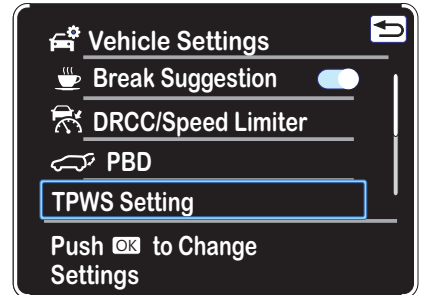 Vehicle Settings
Break Suggestion
DRCC/Speed Limiter
PBD
TPWS Setting
Push OK to Change
Settings